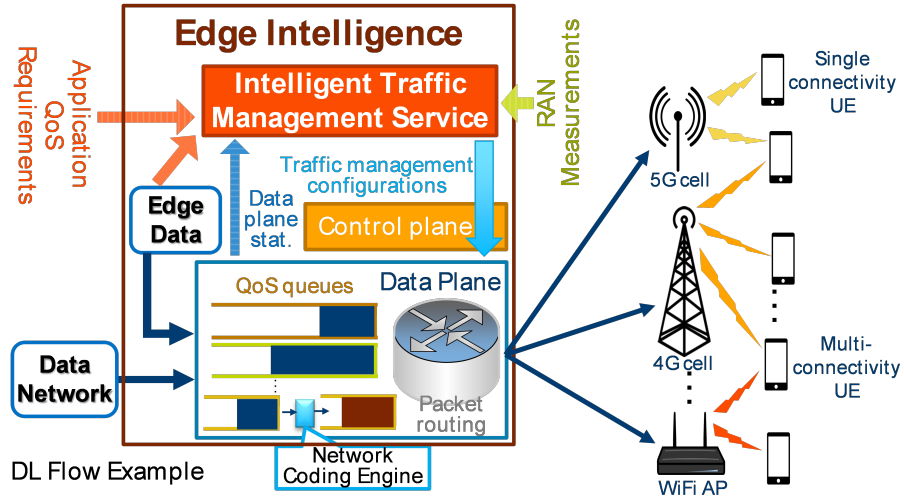 Edge Intelligence
Intelligent Traffic
Management Service
Application
QoS
Requirements
RAN
Measurements
Traffic management
configurations
Data
plane
stat.
Control plane
Edge
Data
Data
Network
QoS queues
Data Plane
Packet
routing
Network
Coding Engine
DL Flow Example
5G cell
4G cell
WiFi AP
Single
connectivity
UE
Multi-
connectivity
UE